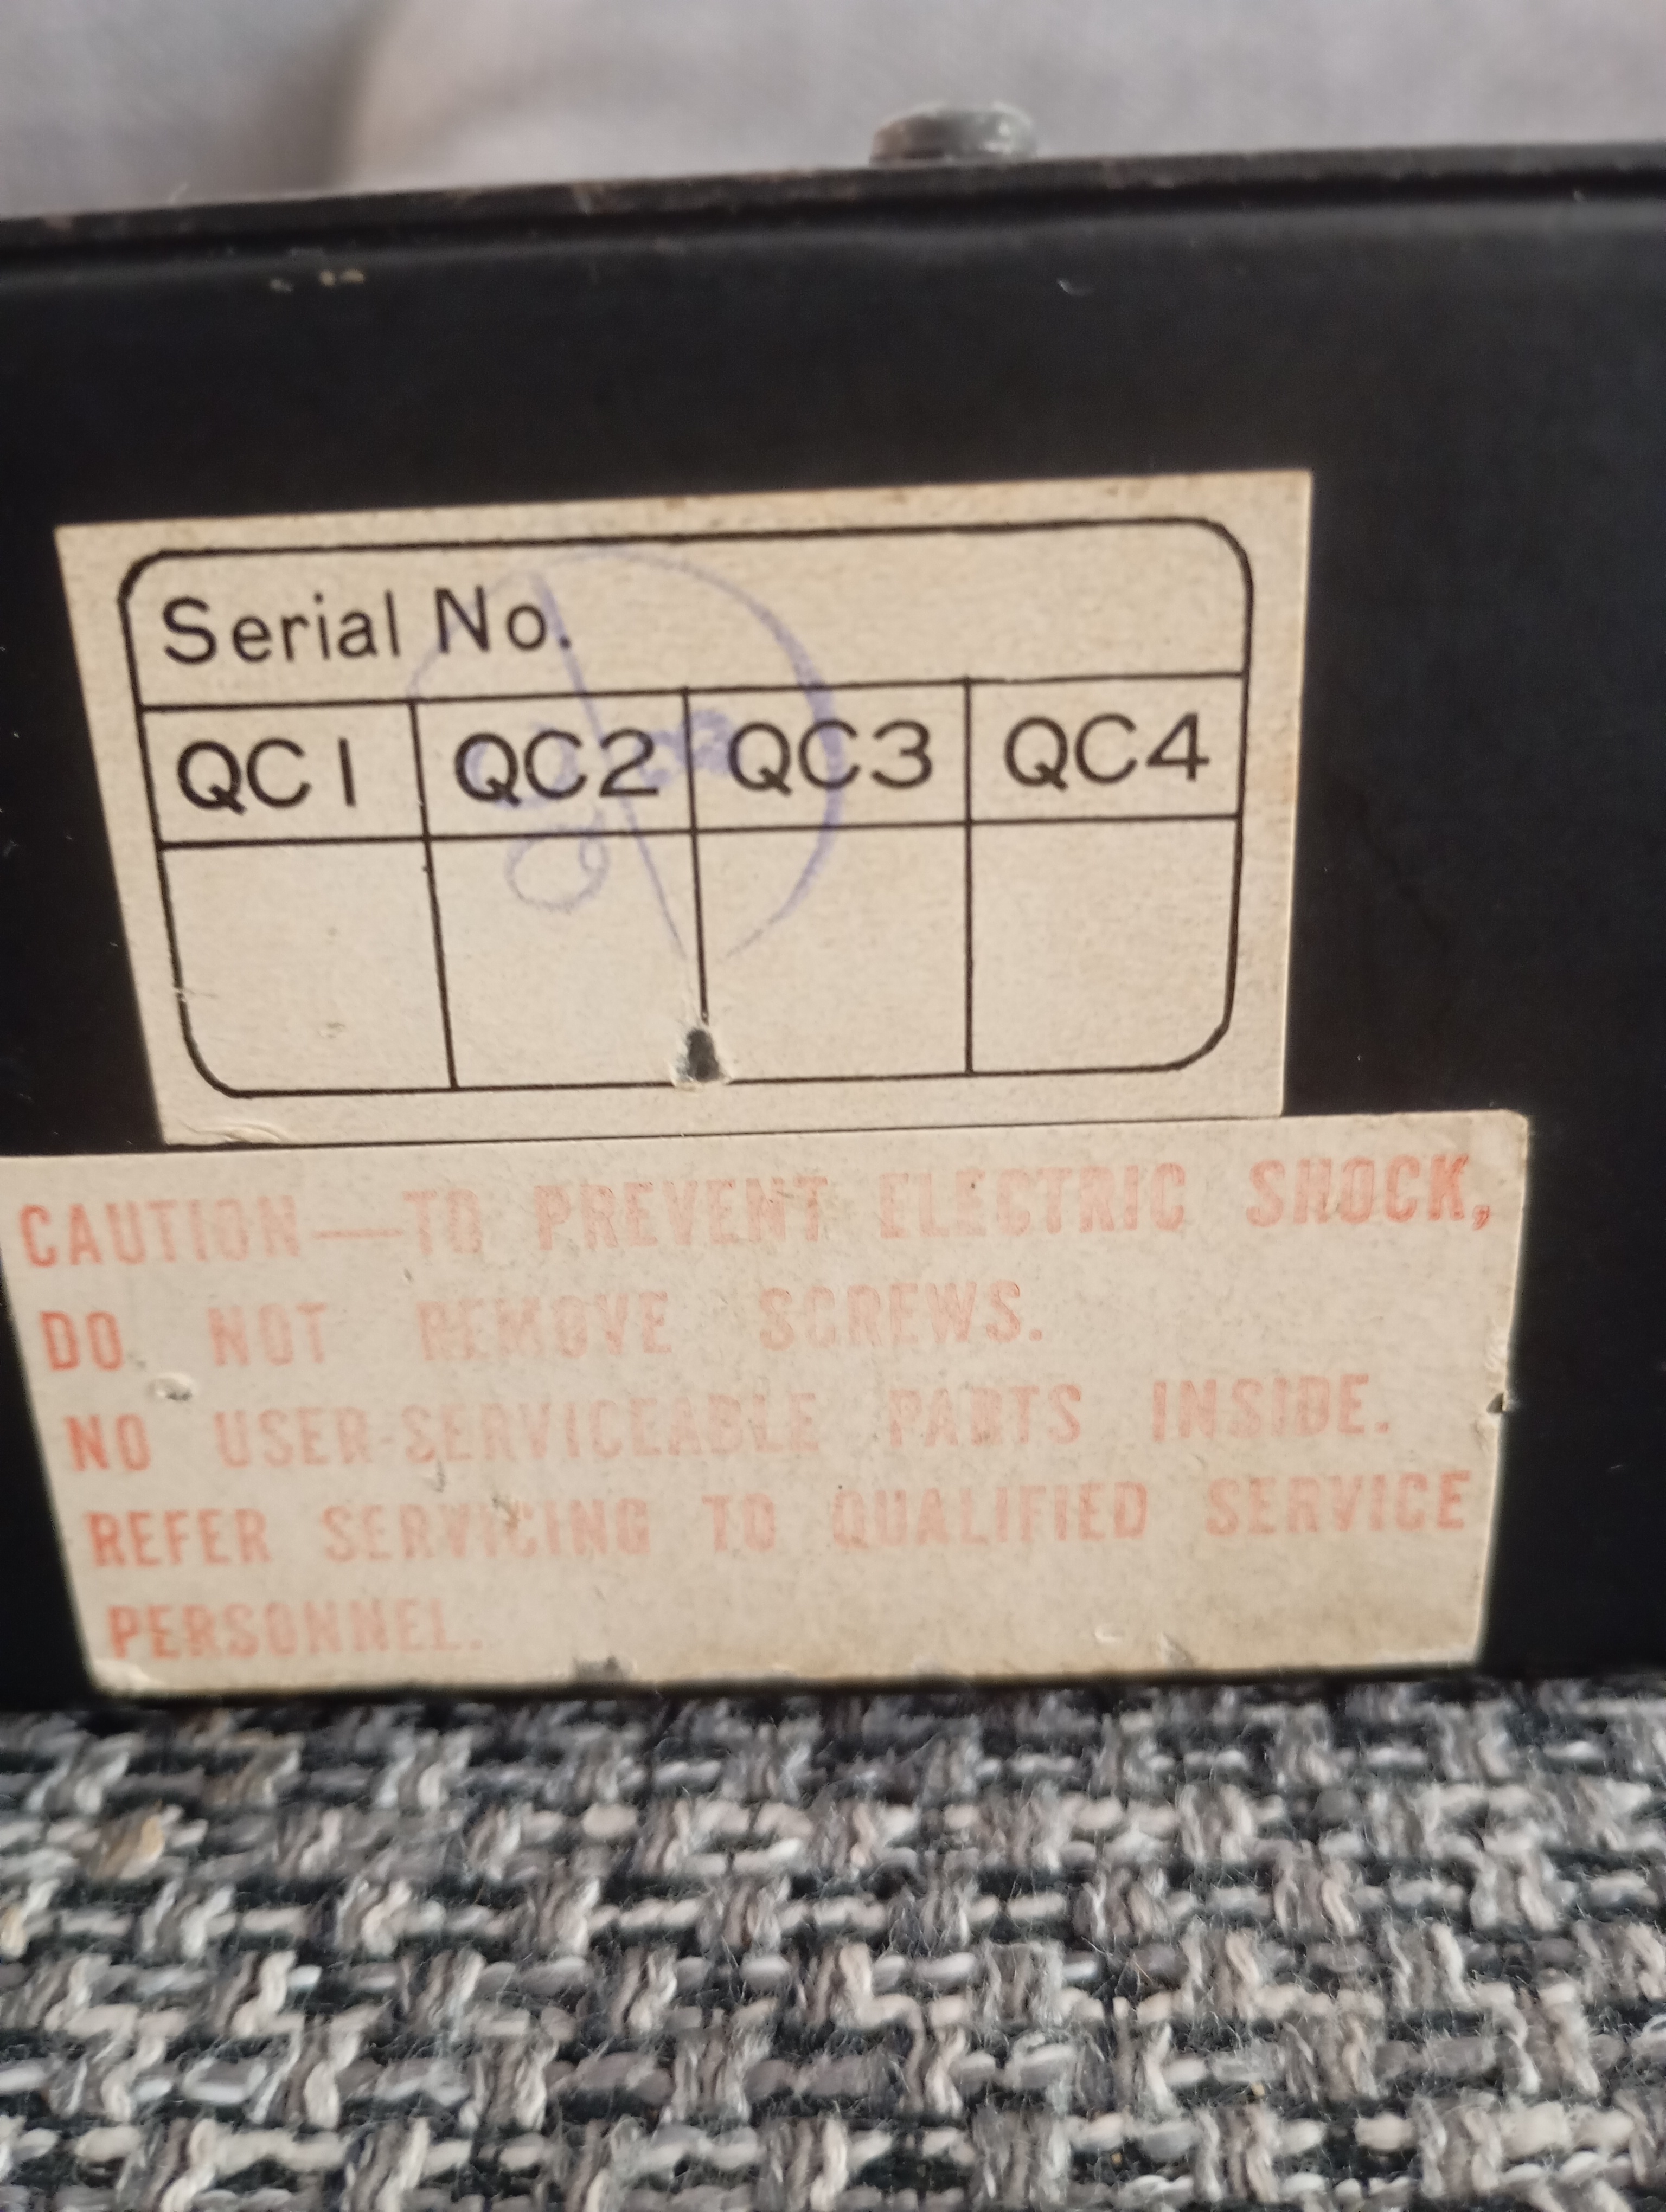 Serial No.
QC1 QC2 QC3 QC4
CAUTION—TO PREVENT ELECTRIC SHOCK,
DO NOT REMOVE SCREWS.
NO USER-SERVICEABLE PARTS INSIDE.
REFER SERVICING TO QUALIFIED SERVICE
PERSONNEL.